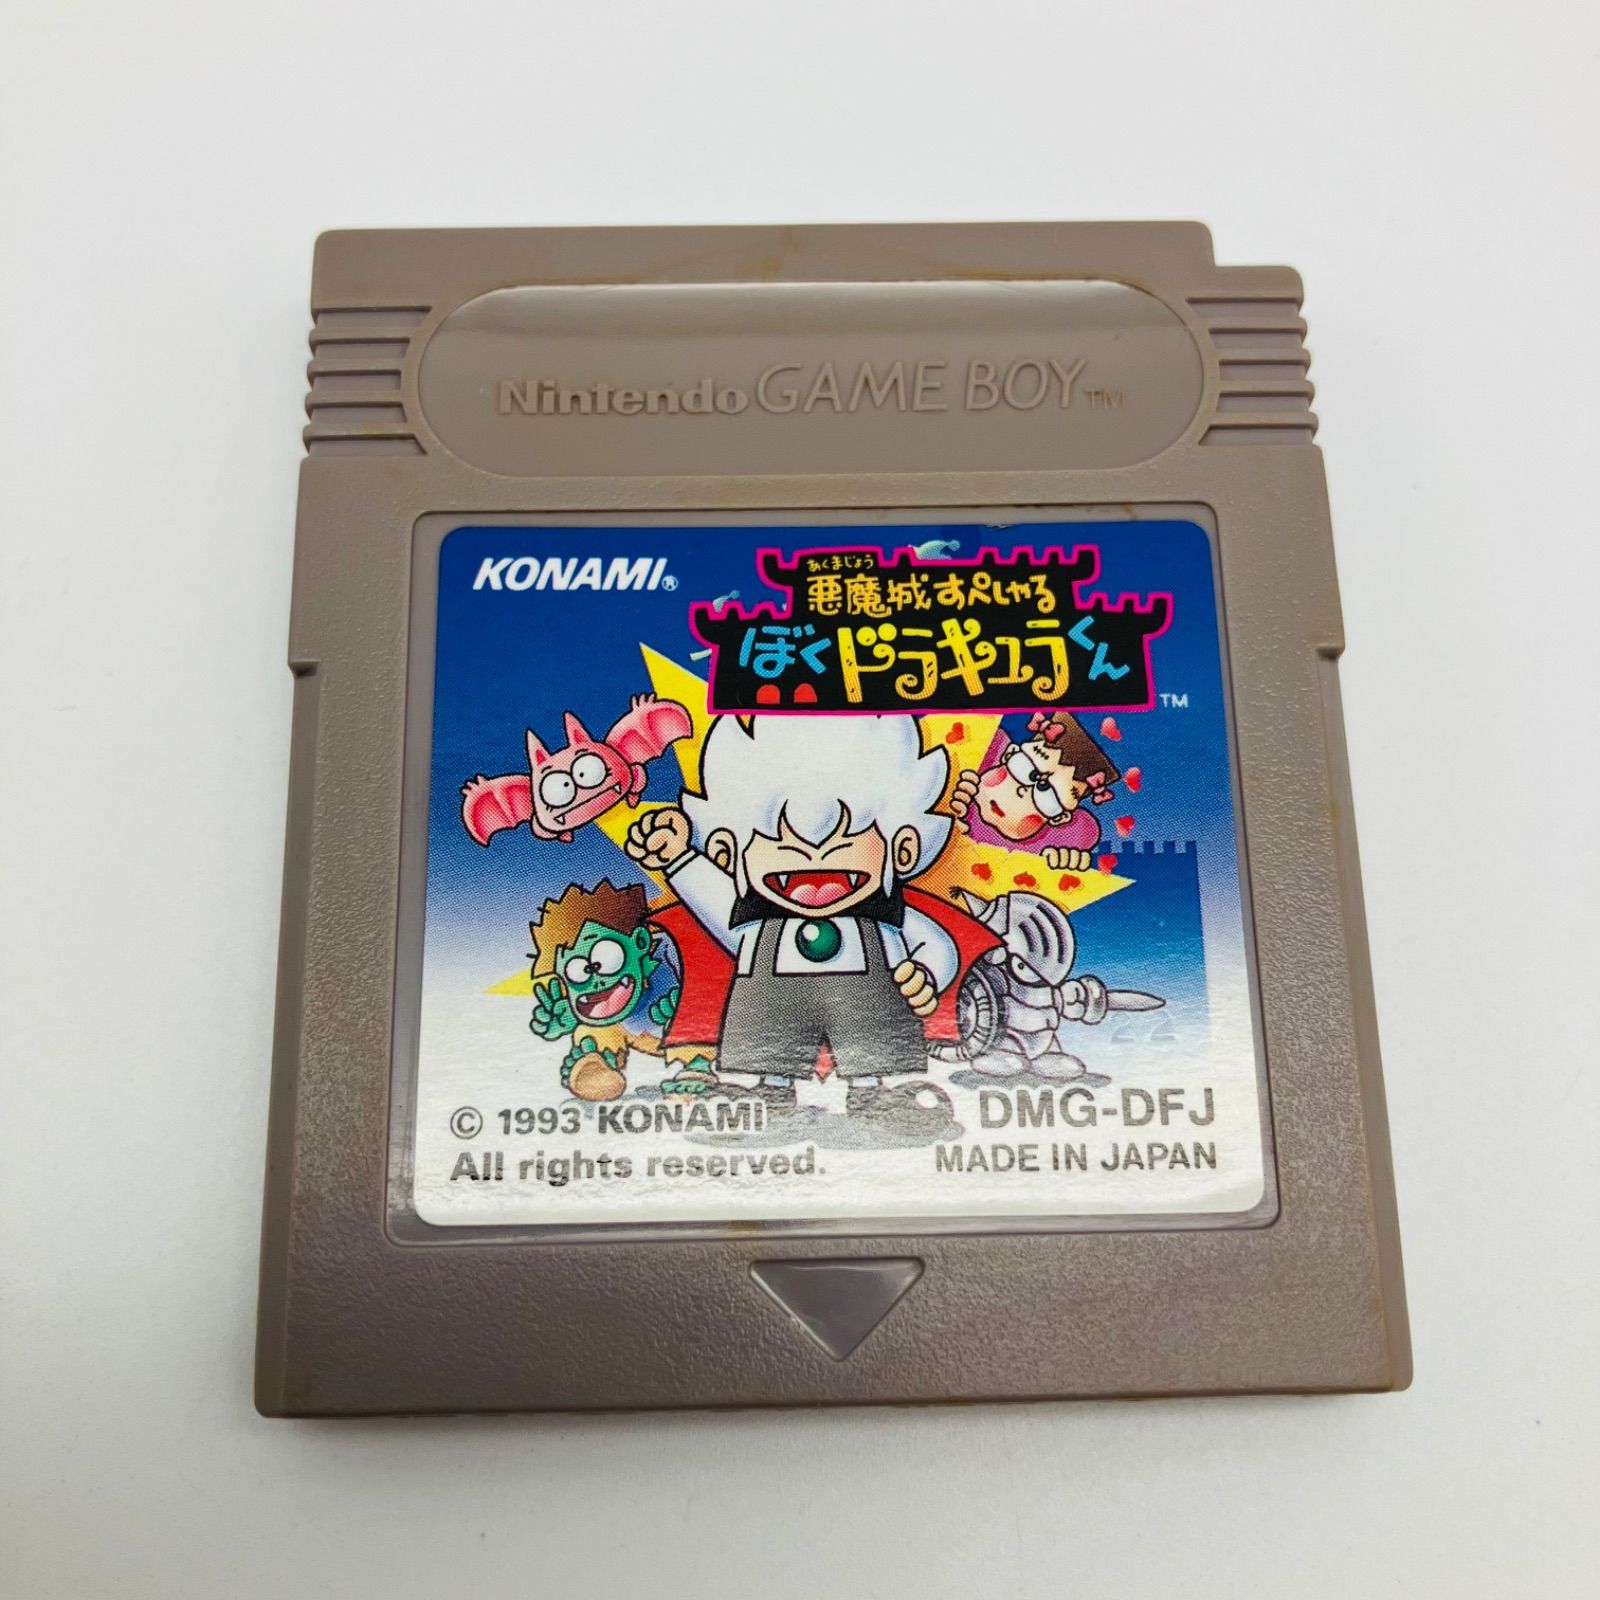 Nintendo GAME BOY™
KONAMI®
あくまじょう
悪魔城すぺしゃる
ぼくドラキュラくん
TM
© 1993 KONAMI
All rights reserved.
DMG-DFJ
MADE IN JAPAN